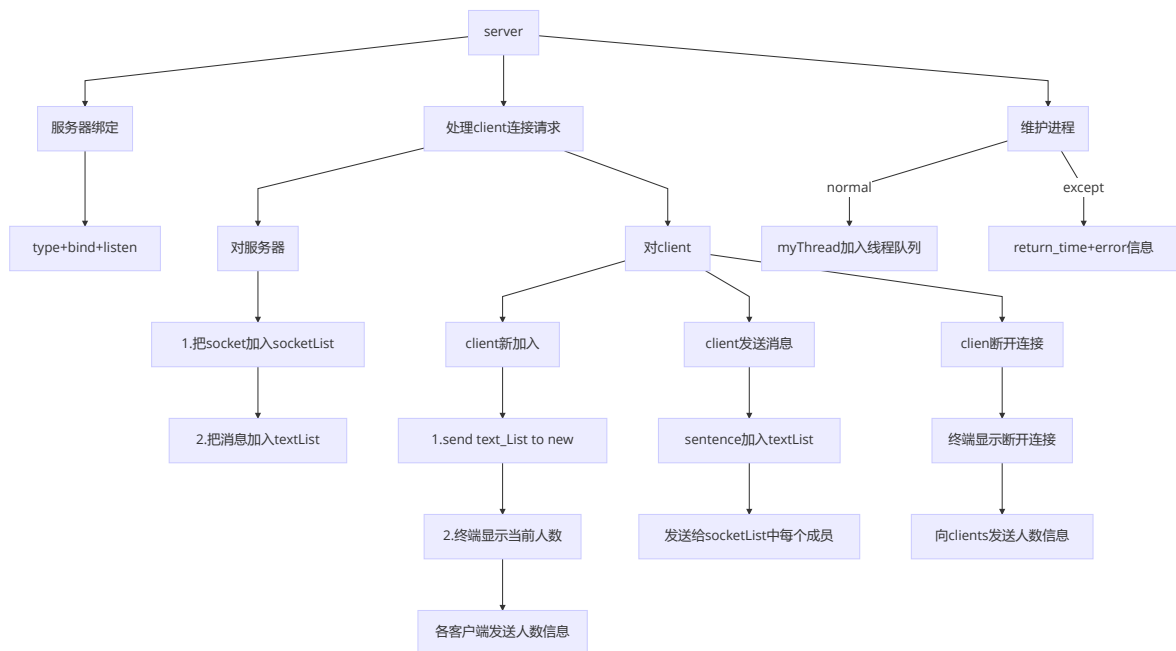 server
服务器绑定
处理client连接请求
维护进程
normal
except
type+bind+listen
对服务器
对client
myThread加入线程队列
return_time+error信息
1.把socket加入socketList
client新加入
client发送消息
clien断开连接
2.把消息加入textList
1.send text_List to new
sentence加入textList
终端显示断开连接
2.终端显示当前人数
发送给socketList中每个成员
向clients发送人数信息
各客户端发送人数信息